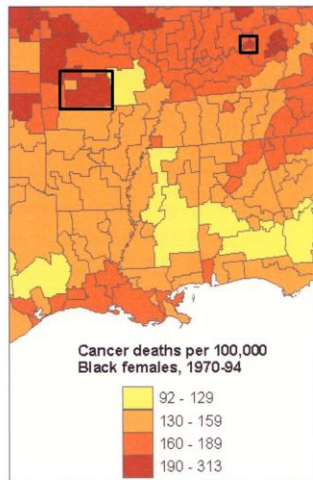 Cancer deaths per 100,000
Black females, 1970-94
92 - 129
130 - 159
160 - 189
190 - 313